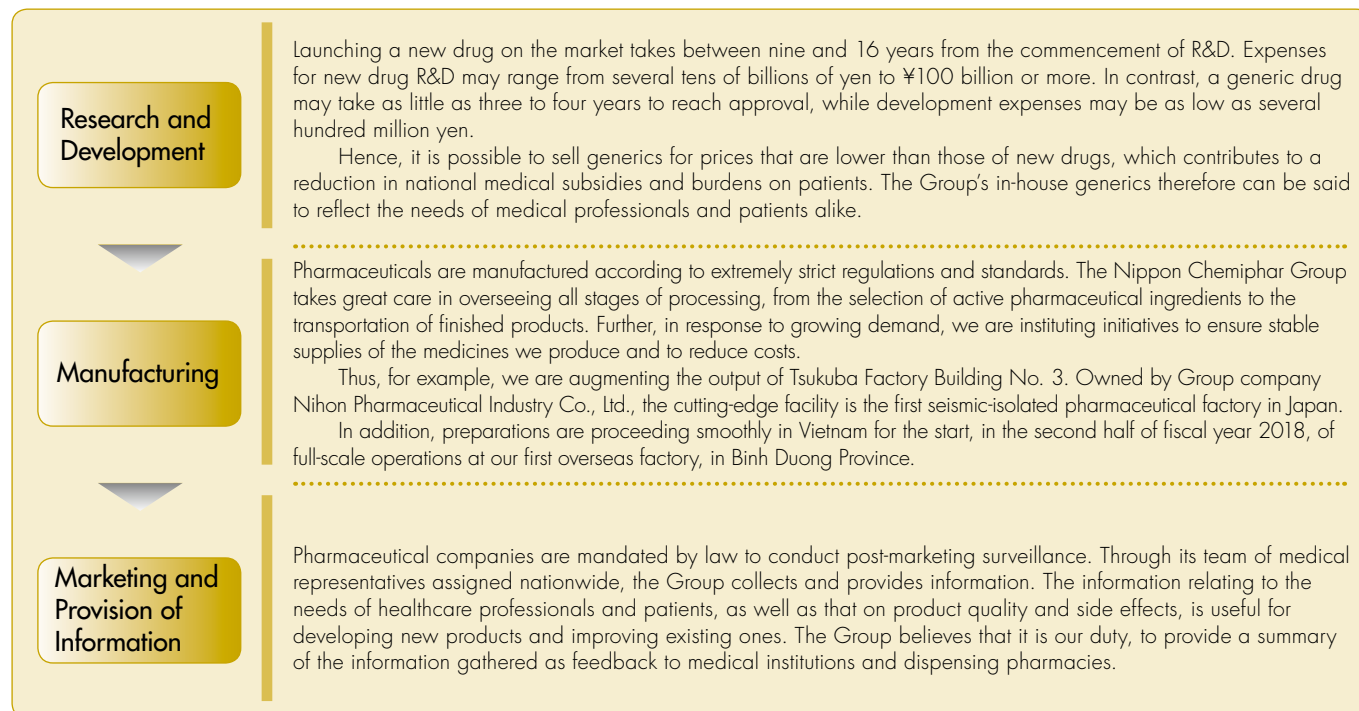 Research and
Development
Launching a new drug on the market takes between nine and 16 years from the commencement of R&D. Expenses
for new drug R&D may range from several tens of billions of yen to ¥100 billion or more. In contrast, a generic drug
may take as little as three to four years to reach approval, while development expenses may be as low as several
hundred million yen.
Hence, it is possible to sell generics for prices that are lower than those of new drugs, which contributes to a
reduction in national medical subsidies and burdens on patients. The Group's in-house generics therefore can be said
to reflect the needs of medical professionals and patients alike.
Manufacturing
Pharmaceuticals are manufactured according to extremely strict regulations and standards. The Nippon Chemiphar Group
takes great care in overseeing all stages of processing, from the selection of active pharmaceutical ingredients to the
transportation of finished products. Further, in response to growing demand, we are instituting initiatives to ensure stable
supplies of the medicines we produce and to reduce costs.
Thus, for example, we are augmenting the output of Tsukuba Factory Building No. 3. Owned by Group company
Nihon Pharmaceutical Industry Co., Ltd., the cutting-edge facility is the first seismic-isolated pharmaceutical factory in Japan.
In addition, preparations are proceeding smoothly in Vietnam for the start, in the second half of fiscal year 2018, of
full-scale operations at our first overseas factory, in Binh Duong Province.
Marketing and
Provision of
Information
Pharmaceutical companies are mandated by law to conduct post-marketing surveillance. Through its team of medical
representatives assigned nationwide, the Group collects and provides information. The information relating to the
needs of healthcare professionals and patients, as well as that on product quality and side effects, is useful for
developing new products and improving existing ones. The Group believes that it is our duty, to provide a summary
of the information gathered as feedback to medical institutions and dispensing pharmacies.